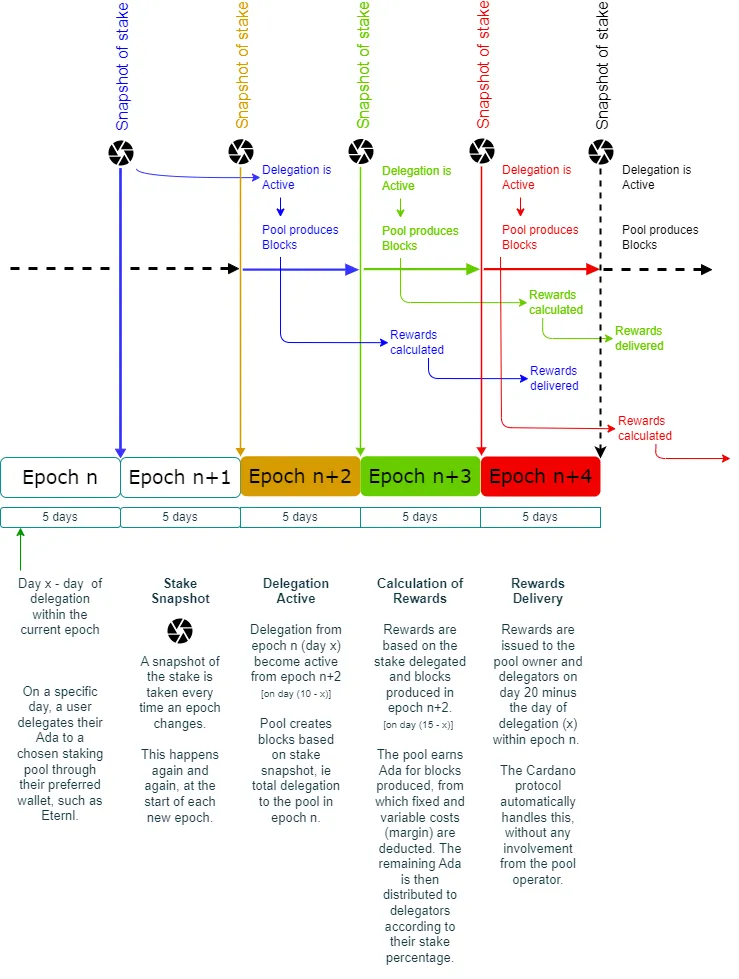 Snapshot of stake
Snapshot of stake
Snapshot of stake
Snapshot of stake
Snapshot of stake
Delegation is
Active
Delegation is
Active
Delegation is
Active
Delegation is
Active
Pool produces
Blocks
Pool produces
Blocks
Pool produces
Blocks
Pool produces
Blocks
Rewards
calculated
Rewards
calculated
Rewards
delivered
Rewards
delivered
Rewards
calculated
Epoch n
Epoch n+1
Epoch n+2
Epoch n+3
Epoch n+4
5 days
5 days
5 days
5 days
5 days
Day x - day of
delegation
within the
current epoch
On a specific
day, a user
delegates their
Ada to a
chosen staking
pool through
their preferred
wallet, such as
Eternl.
Stake
Snapshot
A snapshot of
the stake is
taken every
time an epoch
changes.
This happens
again and
again, at the
start of each
new epoch.
Delegation
Active
Delegation from
epoch n (day x)
become active
from epoch n+2
[on day (10 - x)]
Pool creates
blocks based
on stake
snapshot, ie
total delegation
to the pool in
epoch n.
Calculation of
Rewards
Rewards are
based on the
stake delegated
and blocks
produced in
epoch n+2.
[on day (15 - x)]
The pool earns
Ada for blocks
produced, from
which fixed and
variable costs
(margin) are
deducted. The
remaining Ada
is then
distributed to
delegators
according to
their stake
percentage.
Rewards
Delivery
Rewards are
issued to the
pool owner and
delegators on
day 20 minus
the day of
delegation (x)
within epoch n.
The Cardano
protocol
automatically
handles this,
without any
involvement
from the pool
operator.